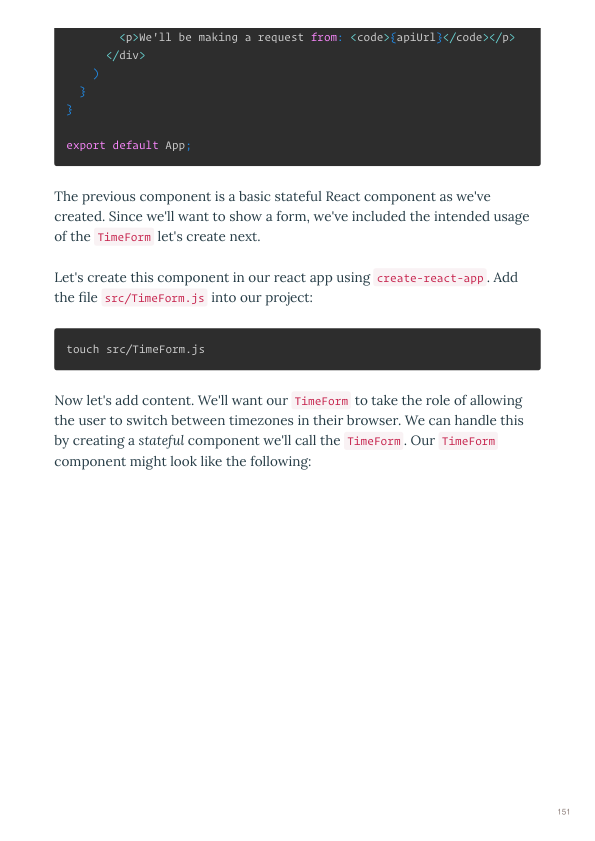 <p>We'll be making a request from: <code>{apiUrl}</code></p>
</div>
)
}
}
export default App;
The previous component is a basic stateful React component as we've
created. Since we'll want to show a form, we've included the intended usage
of the TimeForm let's create next.
Let's create this component in our react app using create-react-app. Add
the file src/TimeForm.js into our project:
touch src/TimeForm.js
Now let's add content. We'll want our TimeForm to take the role of allowing
the user to switch between timezones in their browser. We can handle this
by creating a stateful component we'll call the TimeForm. Our TimeForm
component might look like the following:
151